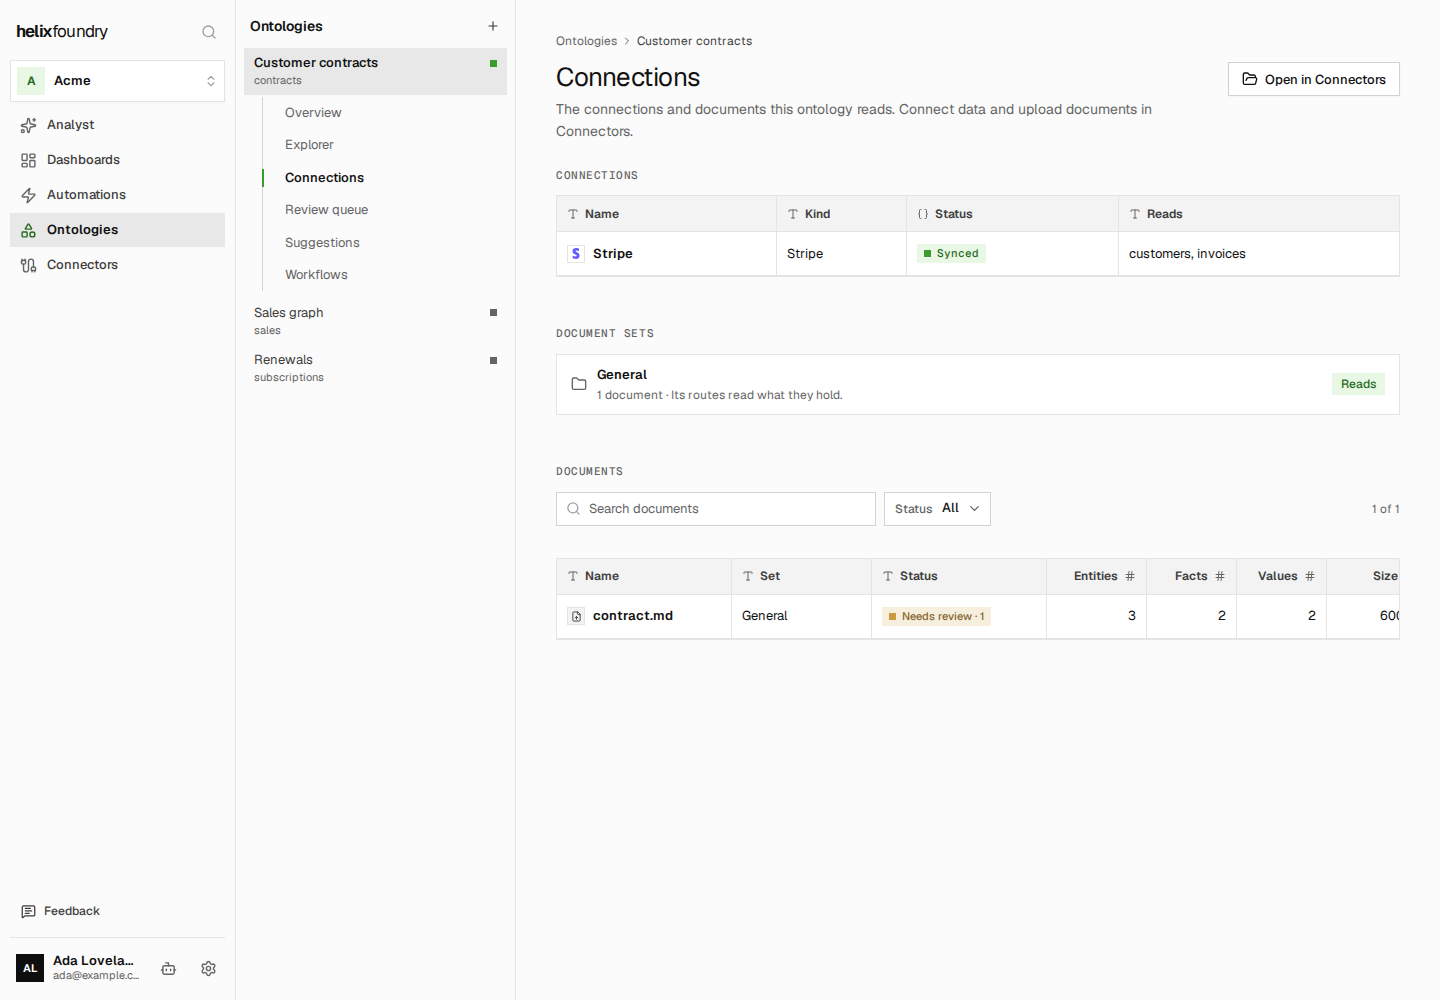 helixfoundry
A Acme
Analyst
Dashboards
Automations
Ontologies
Connectors
Feedback
AL Ada Lovela...
ada@example.c...
Ontologies
Customer contracts
contracts
Overview
Explorer
Connections
Review queue
Suggestions
Workflows
Sales graph
sales
Renewals
subscriptions
Ontologies > Customer contracts
Connections
Open in Connectors
The connections and documents this ontology reads. Connect data and upload documents in
Connectors.
CONNECTIONS
Name Kind Status Reads
S Stripe Stripe Synced customers, invoices
DOCUMENT SETS
General
1 document · Its routes read what they hold.
Reads
DOCUMENTS
Search documents Status All 1 of 1
Name Set Status Entities # Facts # Values # Size
contract.md General Needs review · 1 3 2 2 600